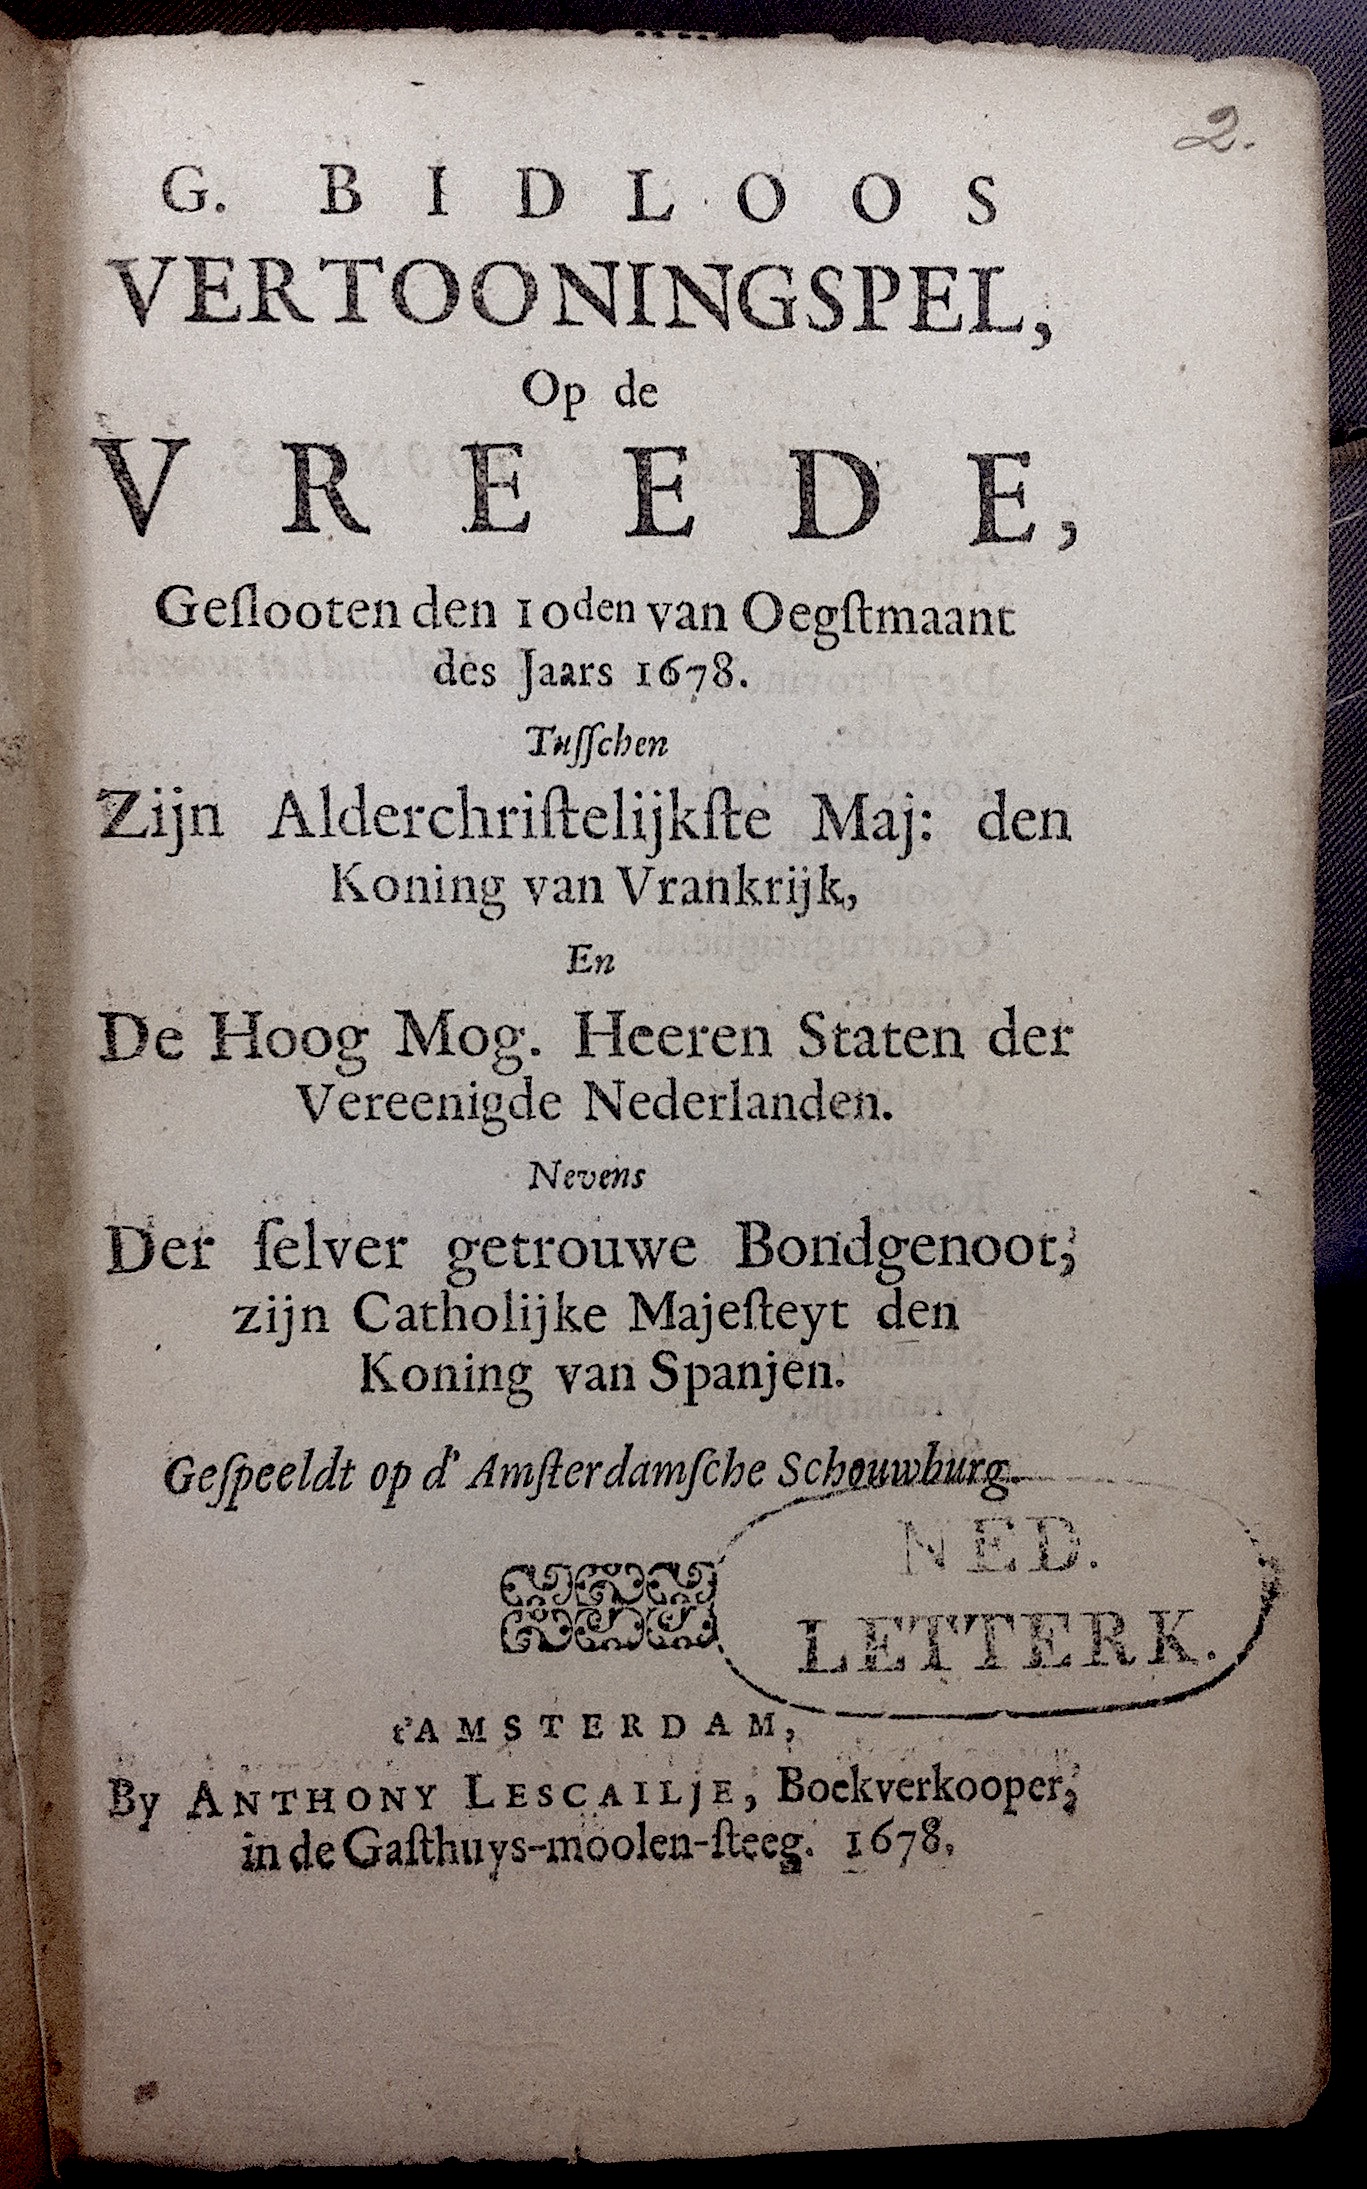 2.
G. BIDLOOS
VERTOONINGSPEL,
Op de
VREEDE,
Geſlooten den 10den van Oegſtmaant
des Jaars 1678.
Tuſſchen
Zijn Alderchriſtelijkſte Maj: den
Koning van Vrankrijk,
En
De Hoog Mog. Heeren Staten der
Vereenigde Nederlanden.
Nevens
Der ſelver getrouwe Bondgenoot,
zijn Catholijke Majeſteyt den
Koning van Spanjen.
Geſpeeldt op d' Amſterdamſche Schouwburg.
NED.
LETTERK.
t'AMSTERDAM,
By ANTHONY LESCAILJE, Boekverkooper,
in de Gaſthuys-moolen-ſteeg. 1678.